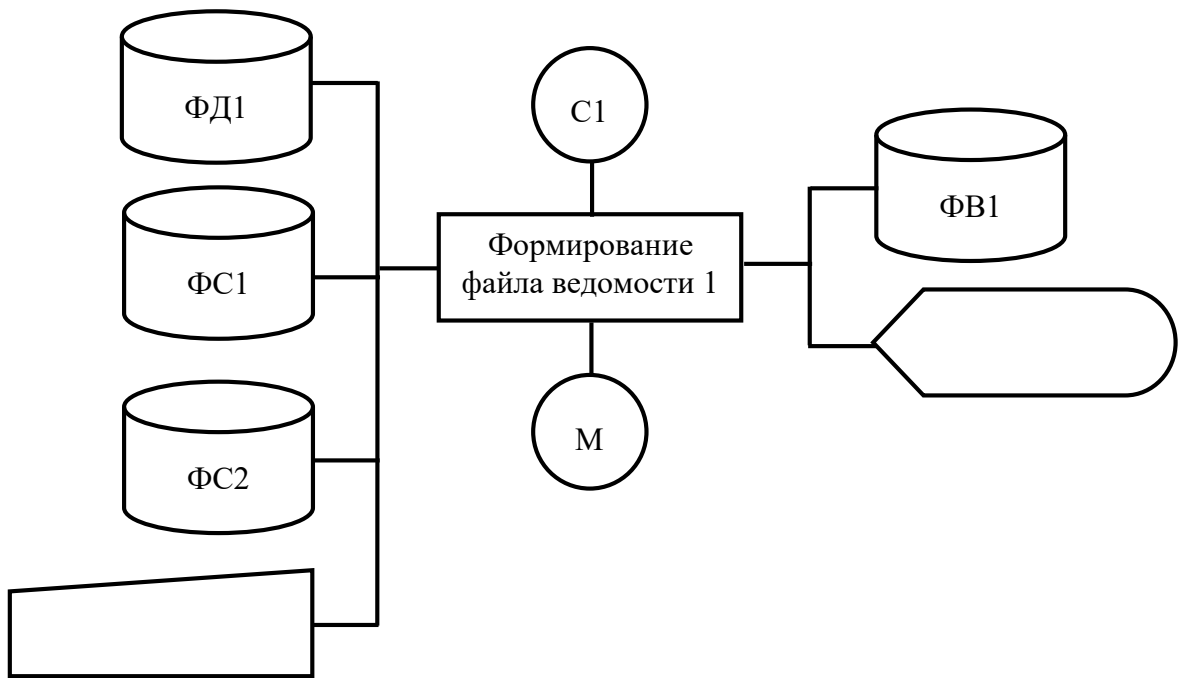 ФД1
С1
ФВ1
ФС1
Формирование
файла ведомости 1
ФС2
М